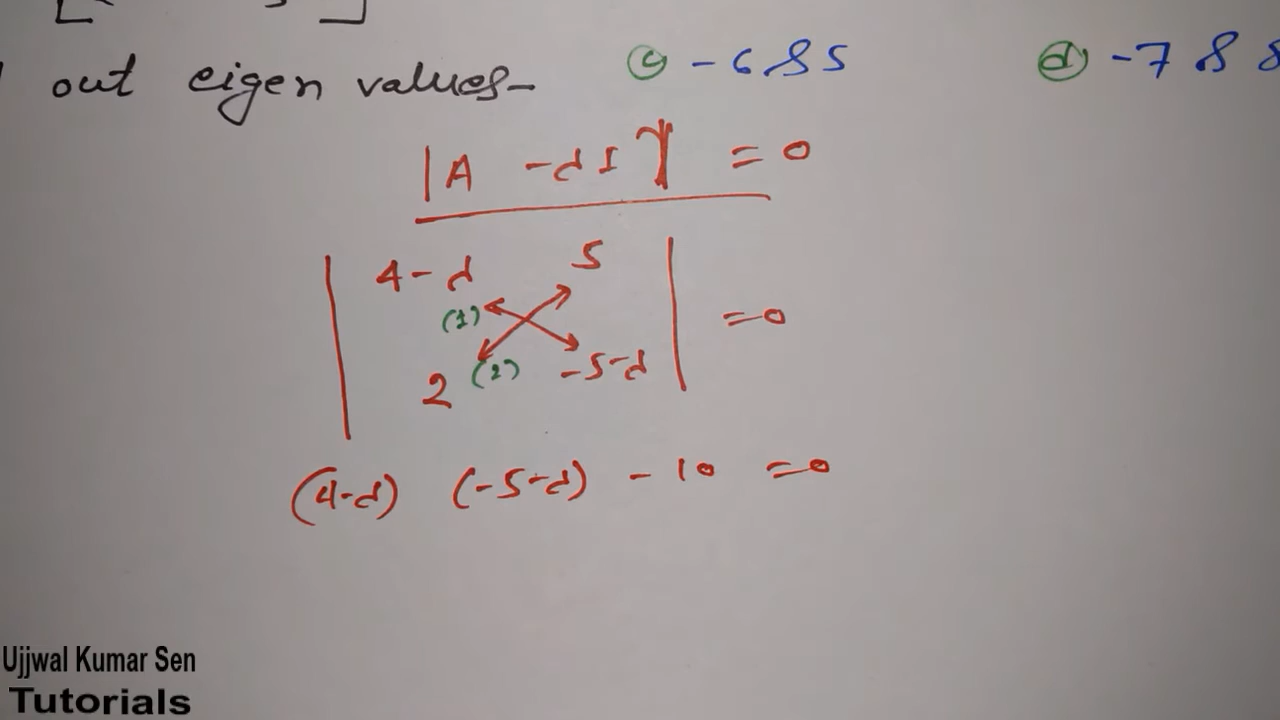 out eigen values-
(c) -6 & 5
(d) -7 & 8
|A -λI| = 0
4-λ 5
(1)
= 0
2 (2) -5-λ
(4-λ) (-5-λ) - 10 = 0
Ujjwal Kumar Sen
Tutorials